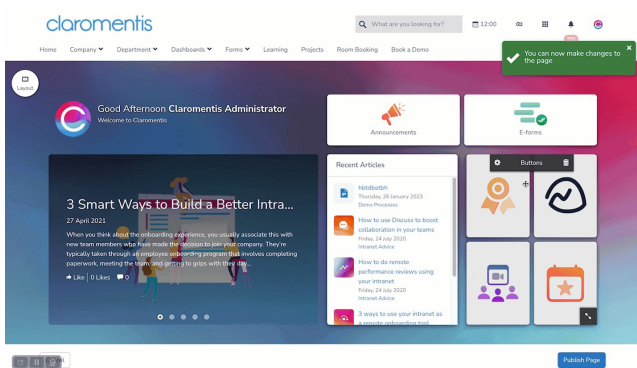 claromentis
What are you looking for?
12:00
Home Company Department Dashboards Forms Learning Projects Room Booking Book a Demo
You can now make changes to
the page
Layout
Good Afternoon Claromentis Administrator
Welcome to Claromentis
Announcements
E-forms
Recent Articles
Buttons
hbtdbetbh
Thursday, 26 January 2023
Demo Processes
How to use Discuss to boost
collaboration in your teams
Friday, 24 July 2020
Intranet Advice
How to do remote
performance reviews using
your intranet
Friday, 24 July 2020
Intranet Advice
3 ways to use your intranet as
a remote onboarding tool
3 Smart Ways to Build a Better Intra...
27 April 2021
When you think about the onboarding experience, you usually associate this with
new team members who have made the decision to join your company. They're
typically taken through an employee onboarding program that involves completing
paperwork, meeting the team, and getting to grips with their day...
Like 0 Likes 0
Publish Page